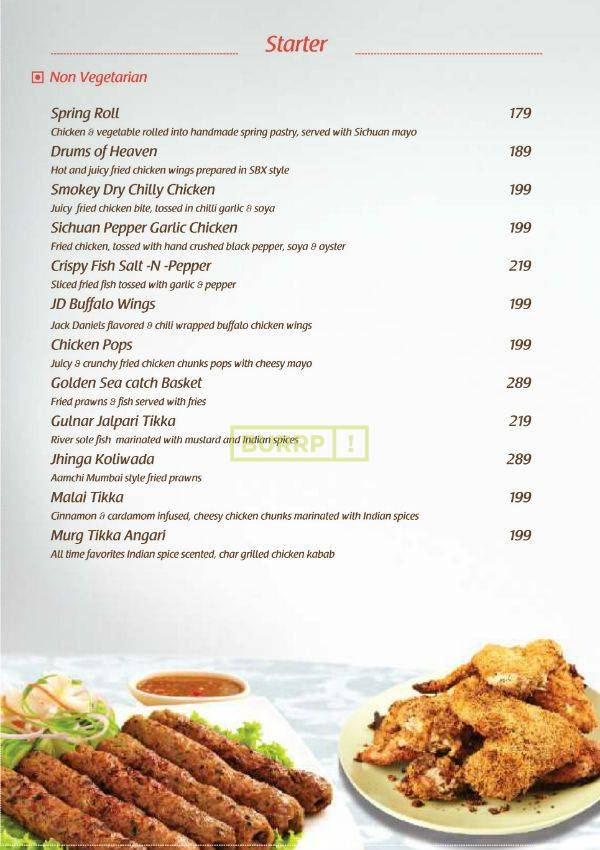 Starter
Non Vegetarian
Spring Roll 179
Chicken & vegetable rolled into handmade spring pastry, served with Sichuan mayo
Drums of Heaven 189
Hot and juicy fried chicken wings prepared in SBX style
Smokey Dry Chilly Chicken 199
Juicy fried chicken bite, tossed in chilli garlic & soya
Sichuan Pepper Garlic Chicken 199
Fried chicken, tossed with hand crushed black pepper, soya & oyster
Crispy Fish Salt -N -Pepper 219
Sliced fried fish tossed with garlic & pepper
JD Buffalo Wings 199
Jack Daniels flavored & chili wrapped buffalo chicken wings
Chicken Pops 199
Juicy & crunchy fried chicken chunks pops with cheesy mayo
Golden Sea catch Basket 289
Fried prawns & fish served with fries
Gulnar Jalpari Tikka 219
River sole fish marinated with mustard and Indian spices
BURRP !
Jhinga Koliwada 289
Aamchi Mumbai style fried prawns
Malai Tikka 199
Cinnamon & cardamom infused, cheesy chicken chunks marinated with Indian spices
Murg Tikka Angari 199
All time favorites Indian spice scented, char grilled chicken kabab